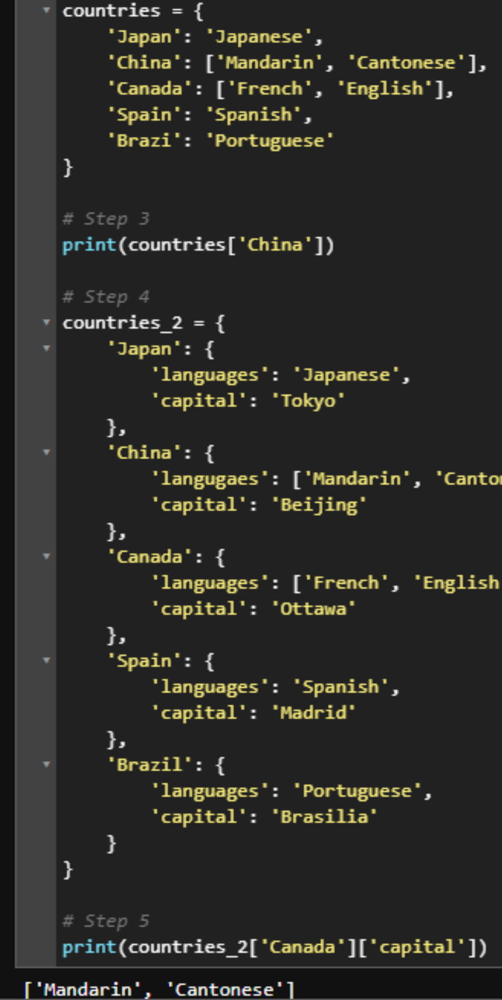 countries = {
    'Japan': 'Japanese',
    'China': ['Mandarin', 'Cantonese'],
    'Canada': ['French', 'English'],
    'Spain': 'Spanish',
    'Brazi': 'Portuguese'
}
# Step 3
print(countries['China'])
# Step 4
countries_2 = {
    'Japan': {
        'languages': 'Japanese',
        'capital': 'Tokyo'
    },
    'China': {
        'langugaes': ['Mandarin', 'Canto
        'capital': 'Beijing'
    },
    'Canada': {
        'languages': ['French', 'English
        'capital': 'Ottawa'
    },
    'Spain': {
        'languages': 'Spanish',
        'capital': 'Madrid'
    },
    'Brazil': {
        'languages': 'Portuguese',
        'capital': 'Brasilia'
    }
}
# Step 5
print(countries_2['Canada']['capital'])
['Mandarin', 'Cantonese']